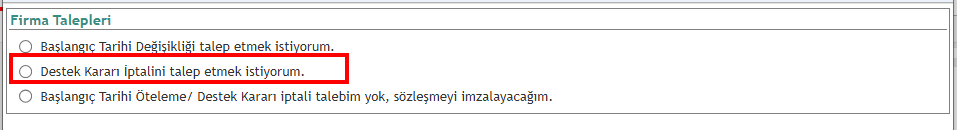 Firma Talepleri
Başlangıç Tarihi Değişikliği talep etmek istiyorum.
Destek Kararı İptalini talep etmek istiyorum.
Başlangıç Tarihi Öteleme/ Destek Kararı iptali talebim yok, sözleşmeyi imzalayacağım.